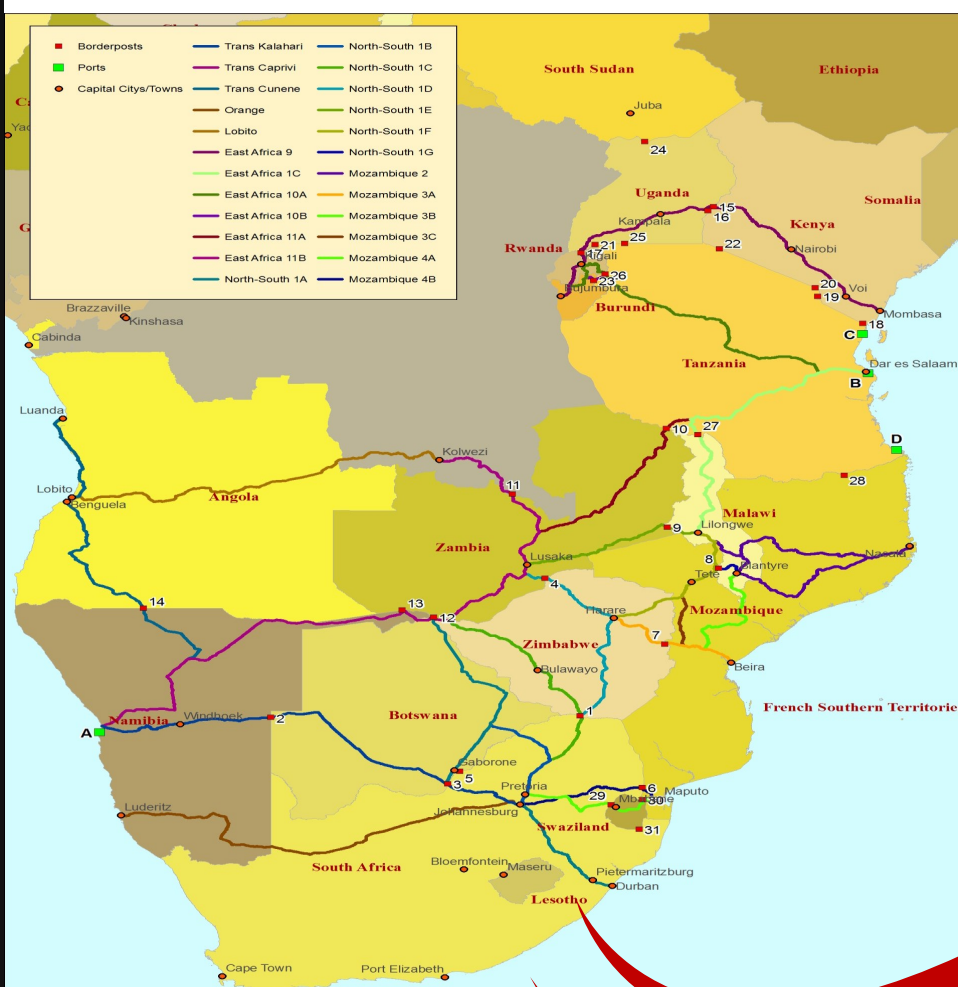 Borderposts
Ports
Capital Citys/Towns
Trans Kalahari
Trans Caprivi
Trans Cunene
Orange
Lobito
East Africa 9
East Africa 1C
East Africa 10A
East Africa 10B
East Africa 11A
East Africa 11B
North-South 1A
North-South 1B
North-South 1C
North-South 1D
North-South 1E
North-South 1F
North-South 1G
Mozambique 2
Mozambique 3A
Mozambique 3B
Mozambique 3C
Mozambique 4A
Mozambique 4B
South Sudan
Ethiopia
Juba
24
Uganda
Somalia
Kampala
15
16
Kenya
Rwanda
21
25
22
Nairobi
17
Kigali
26
23
20
19
Voi
Bujumbura
Burundi
Mombasa
Brazzaville
Kinshasa
18
C
Cabinda
Tanzania
Dar es Salaam
B
Luanda
10
27
D
Kolwezi
28
Lobito
Angola
11
Benguela
Malawi
9
Lilongwe
Zambia
Lusaka
Nacala
8
Blantyre
4
Tete
14
13
12
Harare
Mozambique
Zimbabwe
7
Beira
Bulawayo
Namibia
Windhoek
2
Botswana
1
French Southern Territorie
A
Gaborone
5
3
Pretoria
6
Maputo
29
30
Luderitz
Johannesburg
Swaziland
31
South Africa
Bloemfontein
Maseru
Pietermaritzburg
Durban
Lesotho
Cape Town
Port Elizabeth